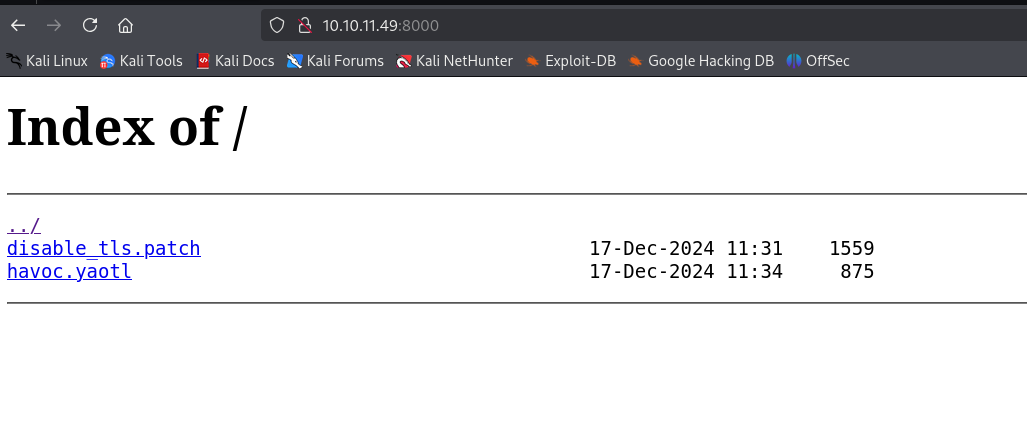 10.10.11.49:8000
Kali Linux Kali Tools Kali Docs Kali Forums Kali NetHunter Exploit-DB Google Hacking DB OffSec
Index of /
../
disable_tls.patch 17-Dec-2024 11:31 1559
havoc.yaotl 17-Dec-2024 11:34 875